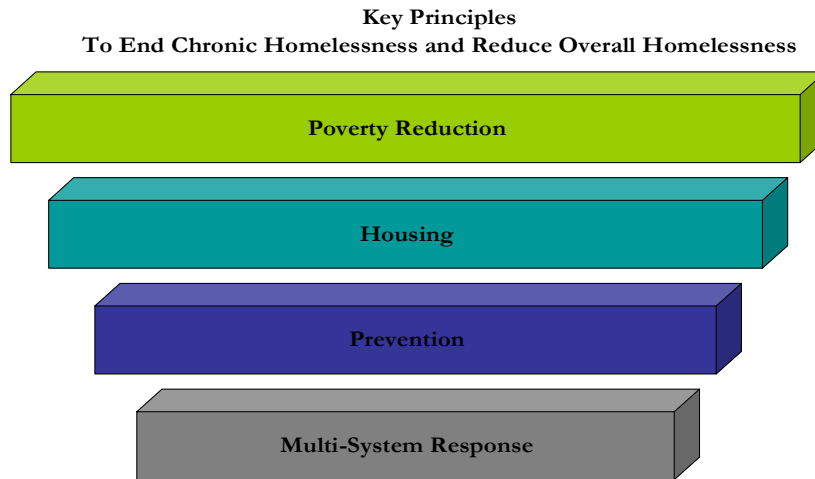 Key Principles
To End Chronic Homelessness and Reduce Overall Homelessness
Poverty Reduction
Housing
Prevention
Multi-System Response